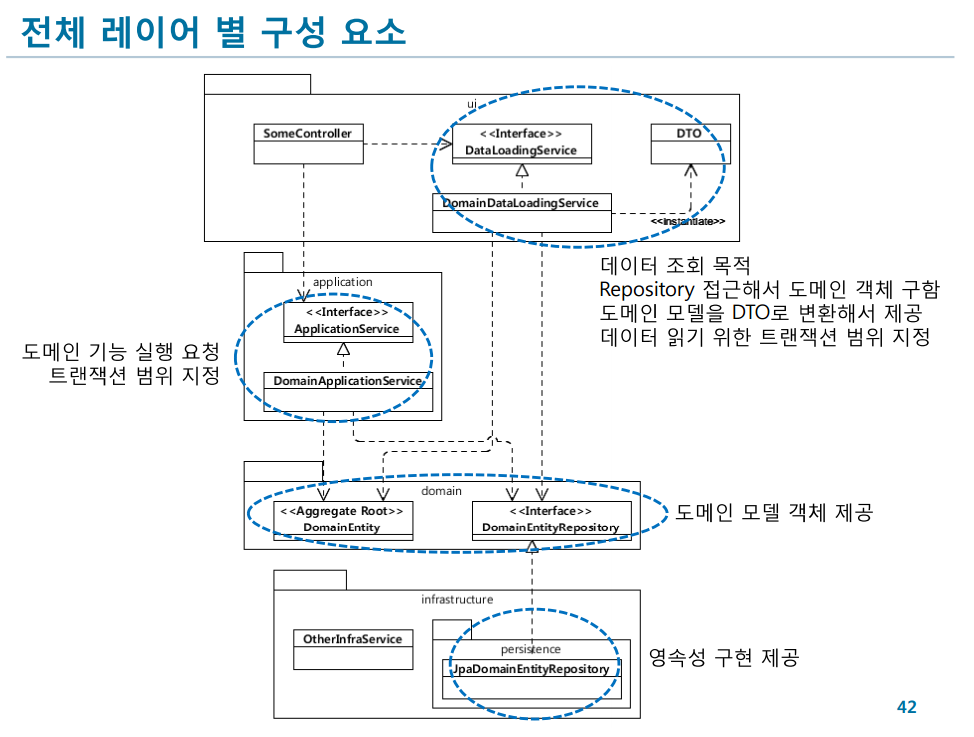 전체 레이어 별 구성 요소
ui
SomeController
<<Interface>>
DataLoadingService
DTO
DomainDataLoadingService
<<Instantiate>>
데이터 조회 목적
Repository 접근해서 도메인 객체 구함
도메인 모델을 DTO로 변환해서 제공
데이터 읽기 위한 트랜잭션 범위 지정
application
<<Interface>>
ApplicationService
도메인 기능 실행 요청
트랜잭션 범위 지정
DomainApplicationService
domain
<<Aggregate Root>>
DomainEntity
<<Interface>>
DomainEntityRepository
도메인 모델 객체 제공
infrastructure
OtherInfraService
persistence
JpaDomainEntityRepository
영속성 구현 제공
42